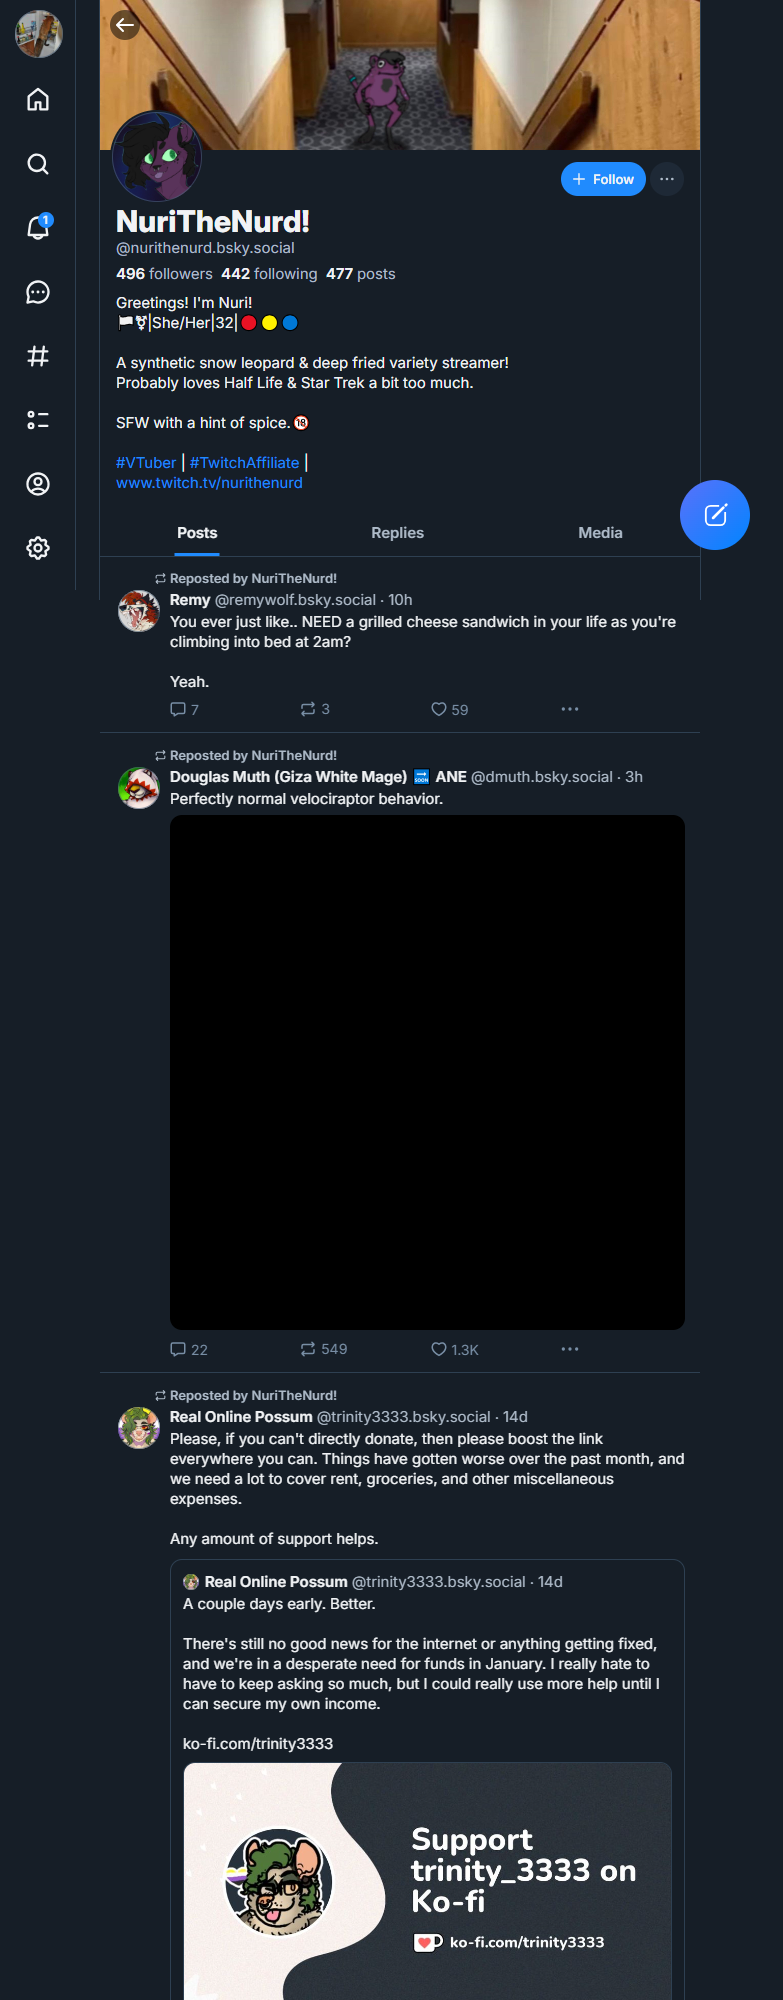 1
Follow
NuriTheNurd!
@nurithenurd.bsky.social
496 followers 442 following 477 posts
Greetings! I'm Nuri!
🏳️‍⚧️|She/Her|32|🔴🟡🔵
A synthetic snow leopard & deep fried variety streamer!
Probably loves Half Life & Star Trek a bit too much.
SFW with a hint of spice.🔞
#VTuber | #TwitchAffiliate |
www.twitch.tv/nurithenurd
Posts Replies Media
Reposted by NuriTheNurd!
Remy @remywolf.bsky.social · 10h
You ever just like.. NEED a grilled cheese sandwich in your life as you're
climbing into bed at 2am?
Yeah.
7 3 59
Reposted by NuriTheNurd!
Douglas Muth (Giza White Mage) 🔜 ANE @dmuth.bsky.social · 3h
Perfectly normal velociraptor behavior.
22 549 1.3K
Reposted by NuriTheNurd!
Real Online Possum @trinity3333.bsky.social · 14d
Please, if you can't directly donate, then please boost the link
everywhere you can. Things have gotten worse over the past month, and
we need a lot to cover rent, groceries, and other miscellaneous
expenses.
Any amount of support helps.
Real Online Possum @trinity3333.bsky.social · 14d
A couple days early. Better.
There's still no good news for the internet or anything getting fixed,
and we're in a desperate need for funds in January. I really hate to
have to keep asking so much, but I could really use more help until I
can secure my own income.
ko-fi.com/trinity3333
Support
trinity_3333 on
Ko-fi
ko-fi.com/trinity3333